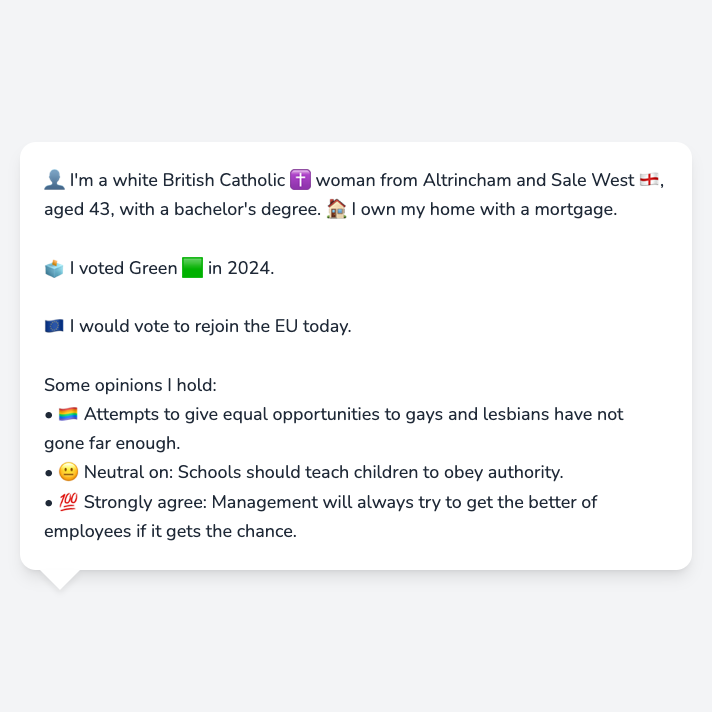 👤 I'm a white British Catholic ✝️ woman from Altrincham and Sale West 🏴󠁧󠁢󠁥󠁮󠁧󠁿,
aged 43, with a bachelor's degree. 🏠 I own my home with a mortgage.
🗳️ I voted Green 🟩 in 2024.
🇪🇺 I would vote to rejoin the EU today.
Some opinions I hold:
• 🏳️‍🌈 Attempts to give equal opportunities to gays and lesbians have not
gone far enough.
• 😐 Neutral on: Schools should teach children to obey authority.
• 💯 Strongly agree: Management will always try to get the better of
employees if it gets the chance.